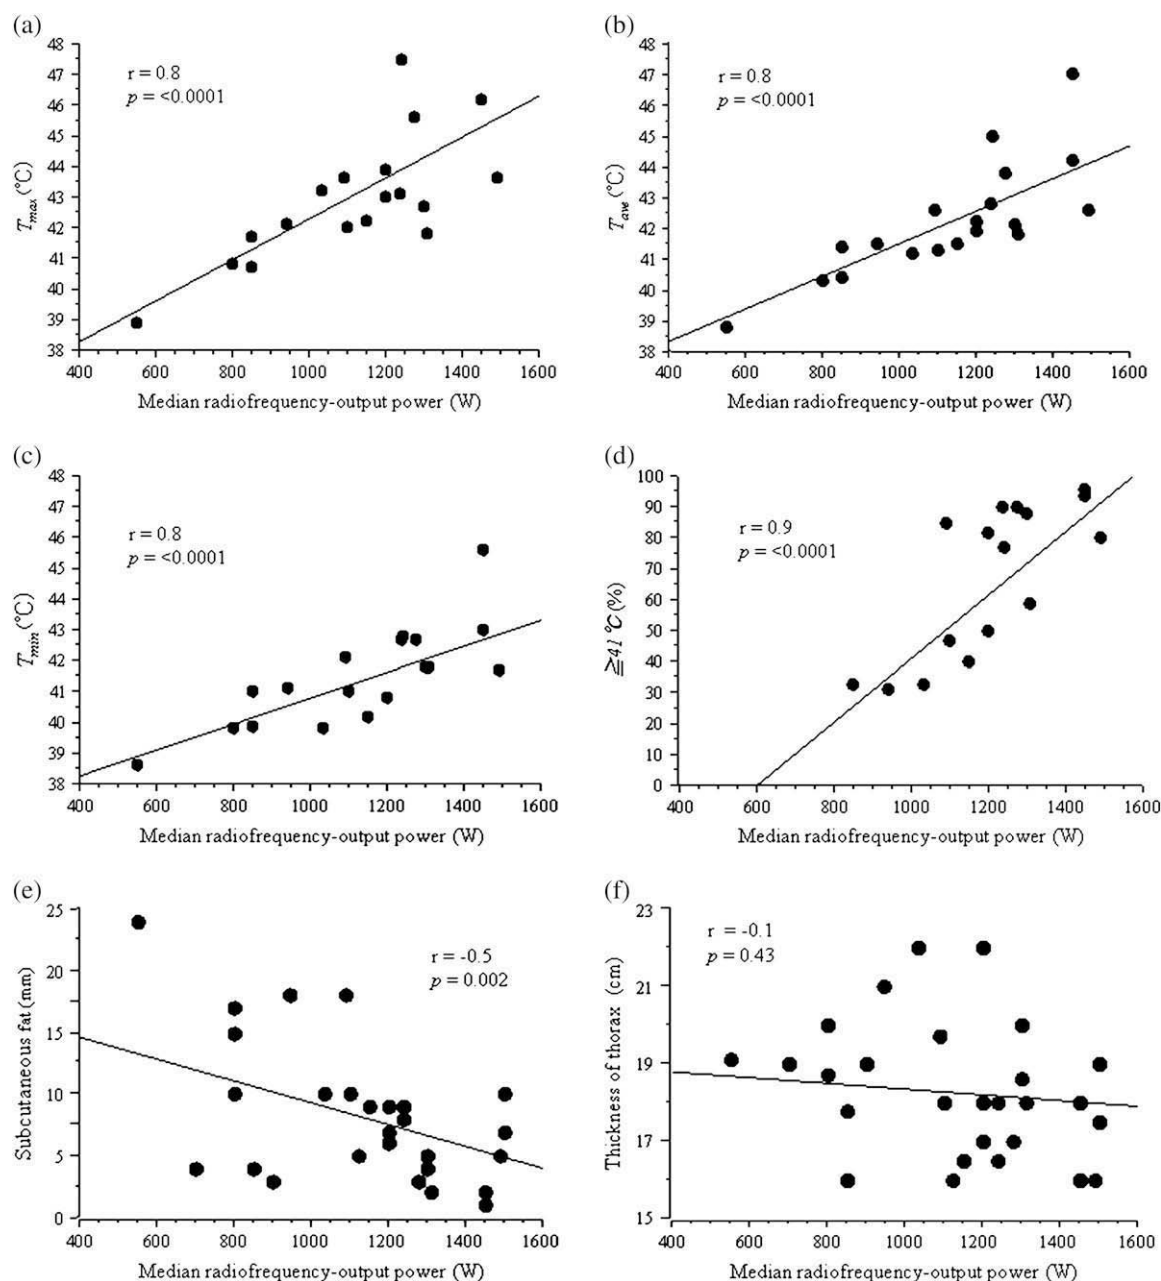 (a)
48
47
46
45
44
43
42
41
40
39
38
r = 0.8
p = <0.0001
Tmax (°C)
400 600 800 1000 1200 1400 1600
Median radiofrequency-output power (W)
(b)
48
47
46
45
44
43
42
41
40
39
38
r = 0.8
p = <0.0001
Tave (°C)
400 600 800 1000 1200 1400 1600
Median radiofrequency-output power (W)
(c)
48
47
46
45
44
43
42
41
40
39
38
r = 0.8
p = <0.0001
Tmin (°C)
400 600 800 1000 1200 1400 1600
Median radiofrequency-output power (W)
(d)
100
90
80
70
60
50
40
30
20
10
0
r = 0.9
p = <0.0001
≧41 °C (%)
400 600 800 1000 1200 1400 1600
Median radiofrequency-output power (W)
(e)
25
20
15
10
5
0
r = -0.5
p = 0.002
Subcutaneous fat (mm)
400 600 800 1000 1200 1400 1600
Median radiofrequency-output power (W)
(f)
23
21
19
17
15
r = -0.1
p = 0.43
Thickness of thorax (cm)
400 600 800 1000 1200 1400 1600
Median radiofrequency-output power (W)